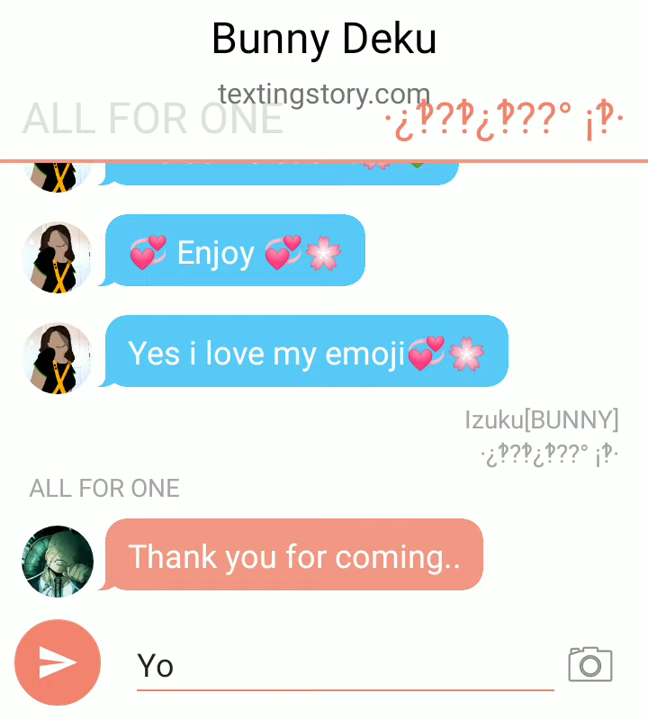 Bunny Deku
textingstory.com
ALL FOR ONE
·¿‽?‽¿‽??° ¡‽·
💞 Enjoy 💞🌸
Yes i love my emoji💞🌸
Izuku[BUNNY]
·¿‽?‽¿‽??° ¡‽·
ALL FOR ONE
Thank you for coming..
Yo